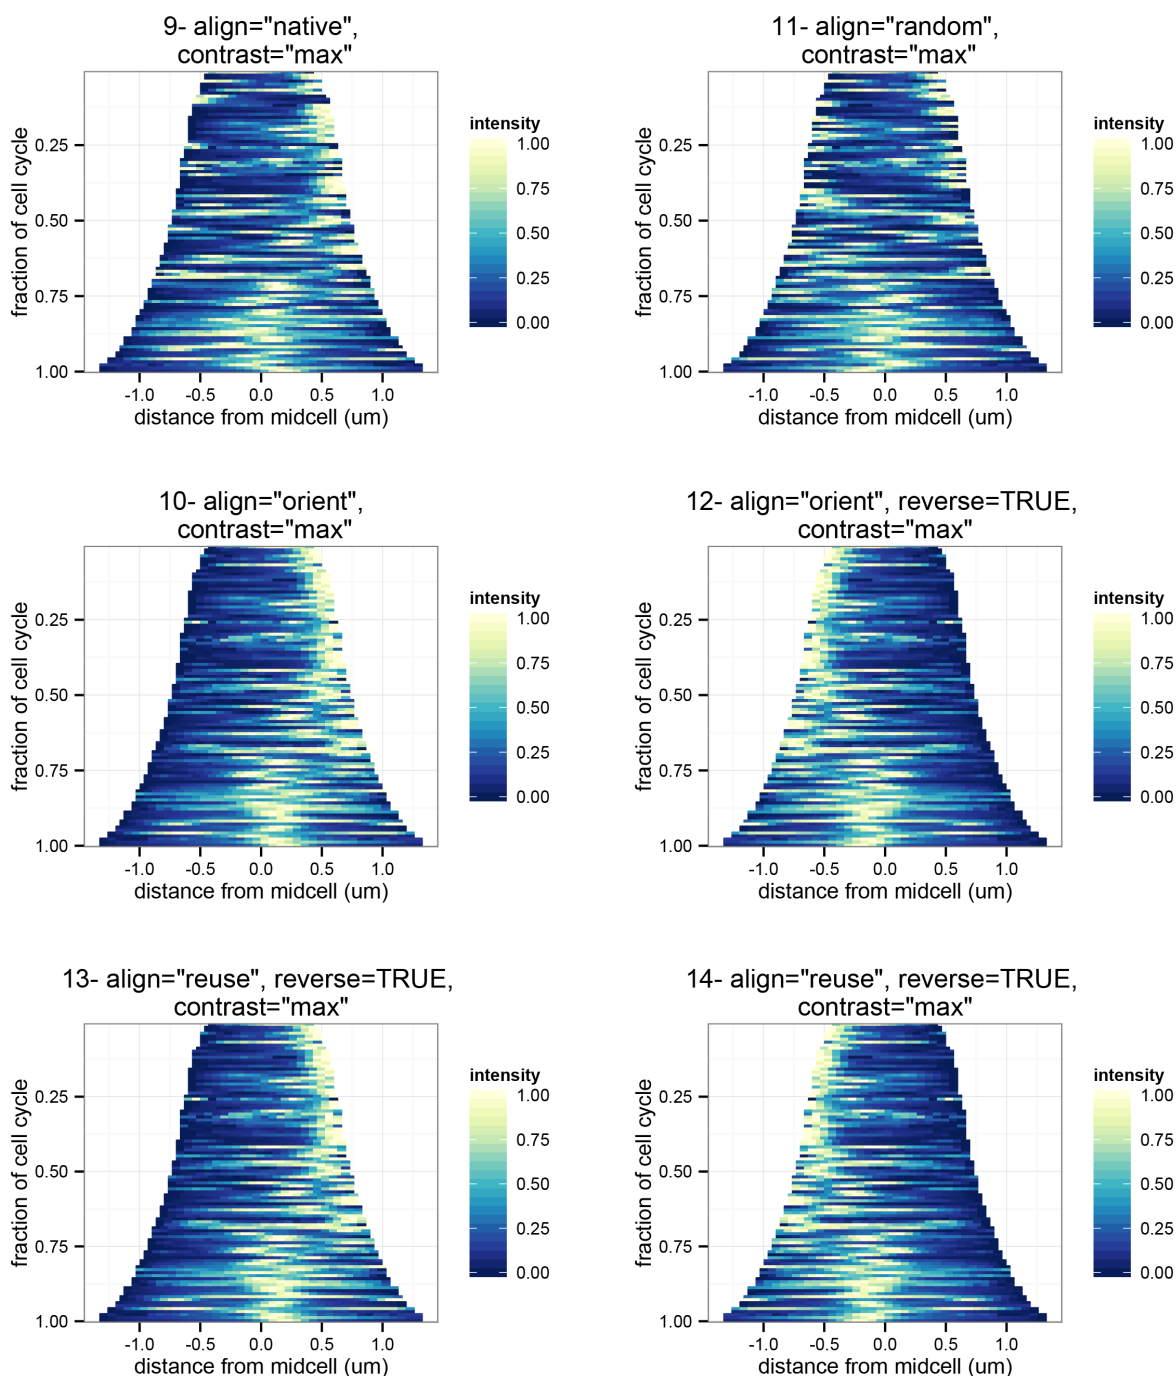 9- align="native",
contrast="max"
fraction of cell cycle
0.25
0.50
0.75
1.00
-1.0 -0.5 0.0 0.5 1.0
distance from midcell (um)
intensity
1.00
0.75
0.50
0.25
0.00
11- align="random",
contrast="max"
fraction of cell cycle
0.25
0.50
0.75
1.00
-1.0 -0.5 0.0 0.5 1.0
distance from midcell (um)
intensity
1.00
0.75
0.50
0.25
0.00
10- align="orient",
contrast="max"
fraction of cell cycle
0.25
0.50
0.75
1.00
-1.0 -0.5 0.0 0.5 1.0
distance from midcell (um)
intensity
1.00
0.75
0.50
0.25
0.00
12- align="orient", reverse=TRUE,
contrast="max"
fraction of cell cycle
0.25
0.50
0.75
1.00
-1.0 -0.5 0.0 0.5 1.0
distance from midcell (um)
intensity
1.00
0.75
0.50
0.25
0.00
13- align="reuse", reverse=TRUE,
contrast="max"
fraction of cell cycle
0.25
0.50
0.75
1.00
-1.0 -0.5 0.0 0.5 1.0
distance from midcell (um)
intensity
1.00
0.75
0.50
0.25
0.00
14- align="reuse", reverse=TRUE,
contrast="max"
fraction of cell cycle
0.25
0.50
0.75
1.00
-1.0 -0.5 0.0 0.5 1.0
distance from midcell (um)
intensity
1.00
0.75
0.50
0.25
0.00